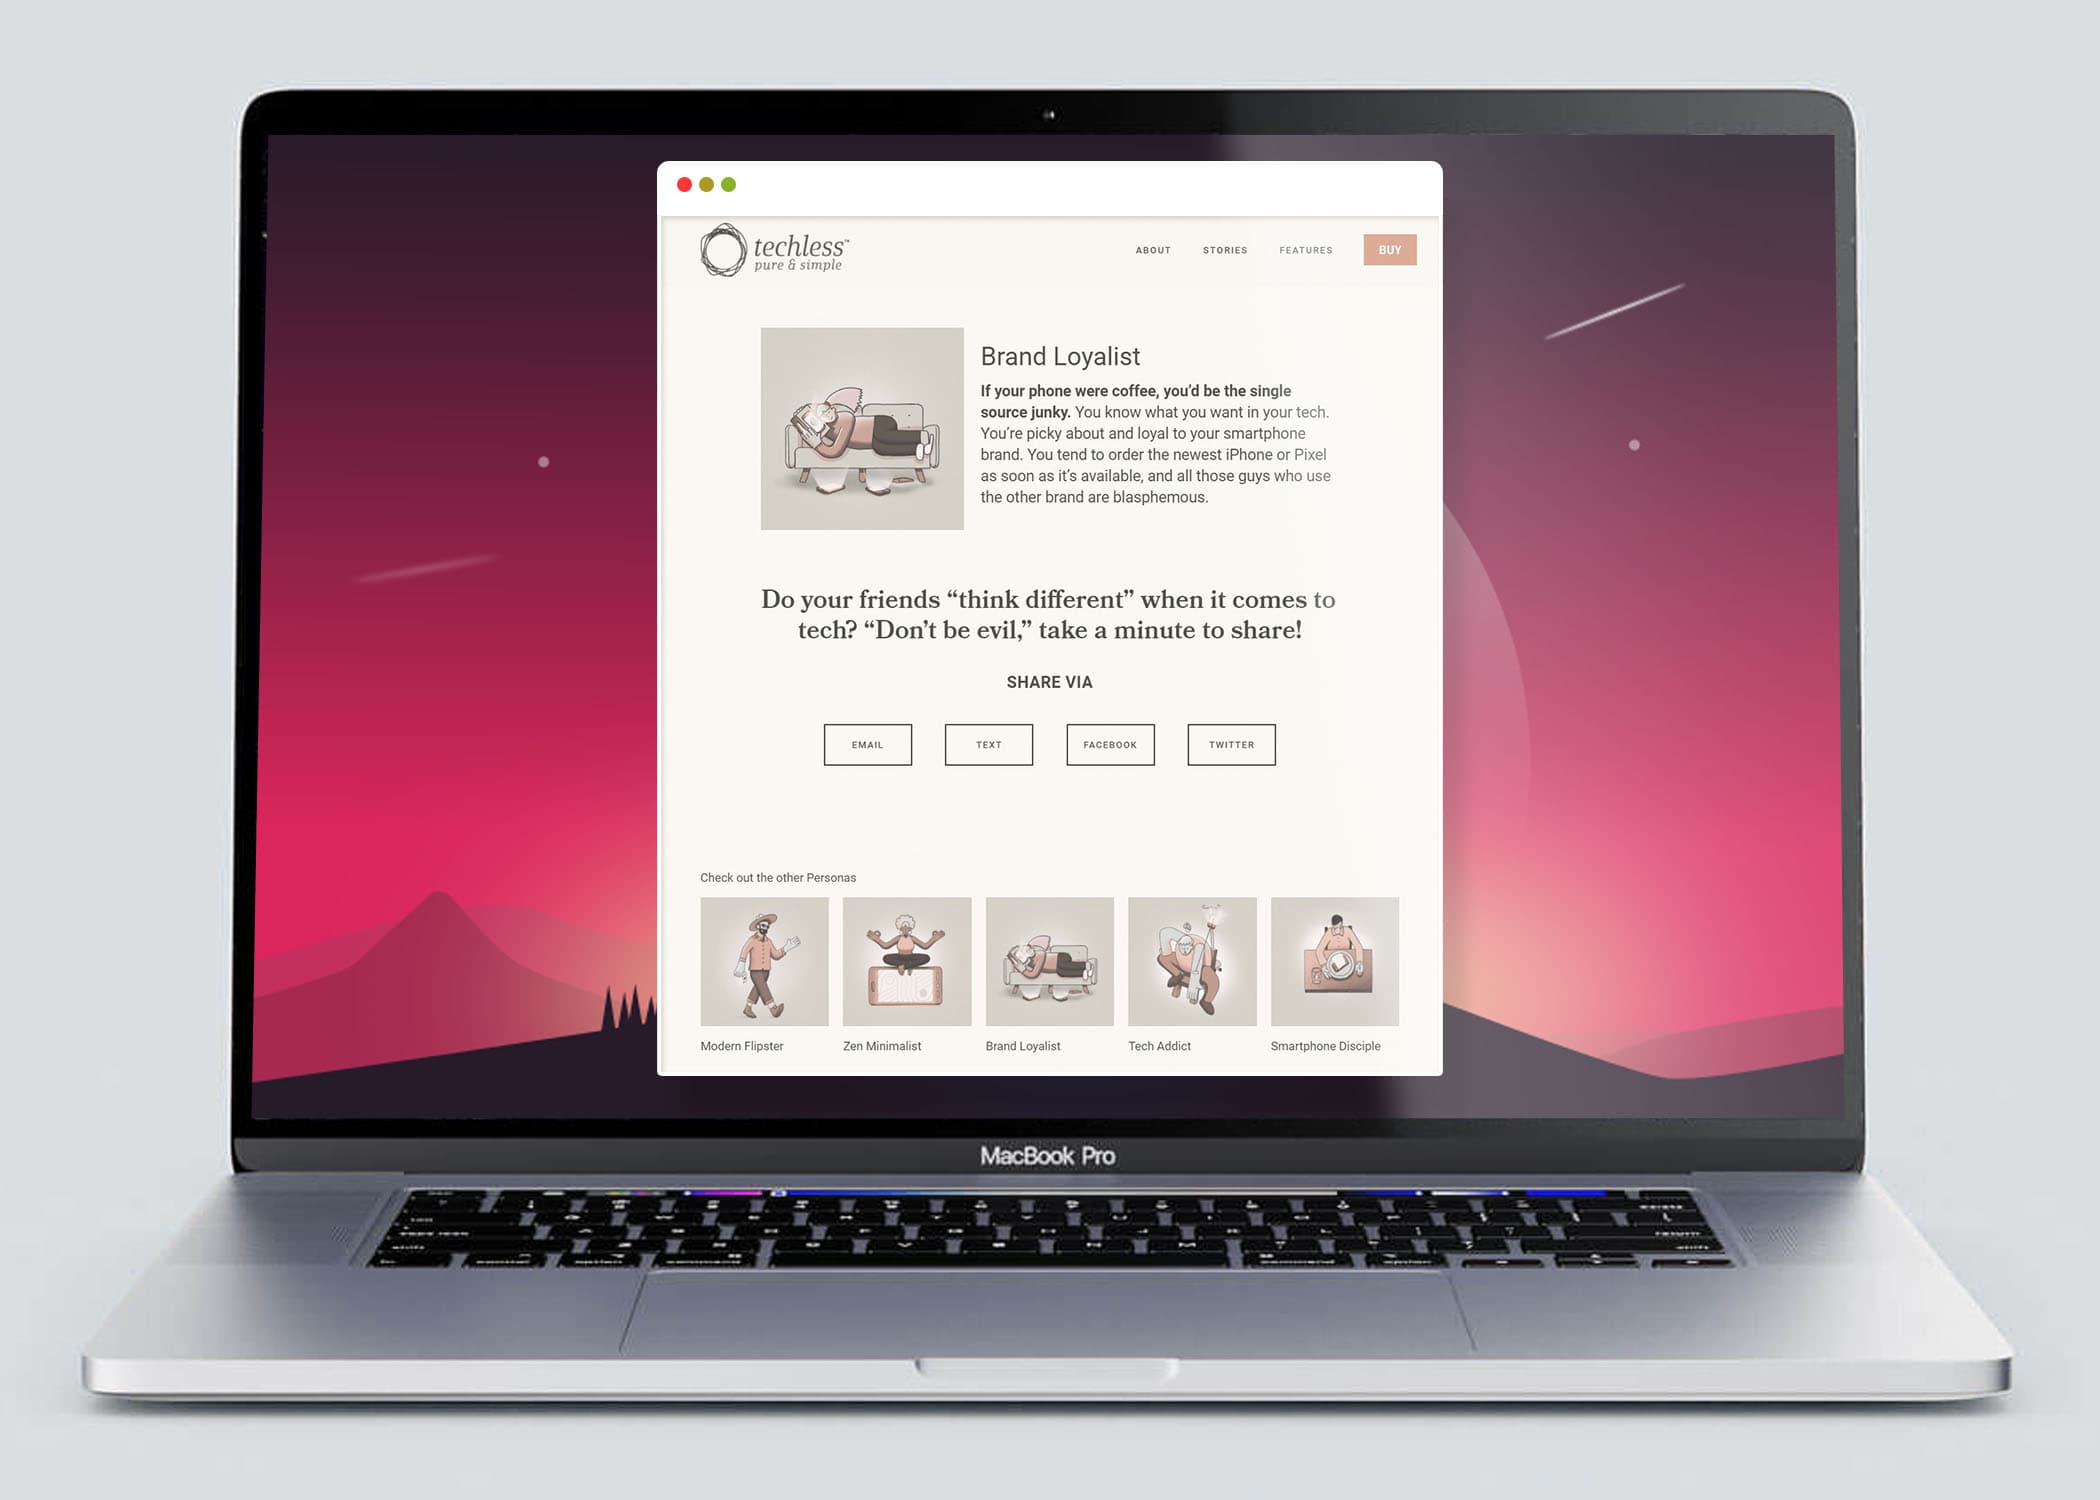 techless™
pure & simple
ABOUT STORIES FEATURES BUY
Brand Loyalist
If your phone were coffee, you’d be the single
source junky. You know what you want in your tech.
You’re picky about and loyal to your smartphone
brand. You tend to order the newest iPhone or Pixel
as soon as it’s available, and all those guys who use
the other brand are blasphemous.
Do your friends “think different” when it comes to
tech? “Don’t be evil,” take a minute to share!
SHARE VIA
EMAIL TEXT FACEBOOK TWITTER
Check out the other Personas
Modern Flipster Zen Minimalist Brand Loyalist Tech Addict Smartphone Disciple
MacBook Pro